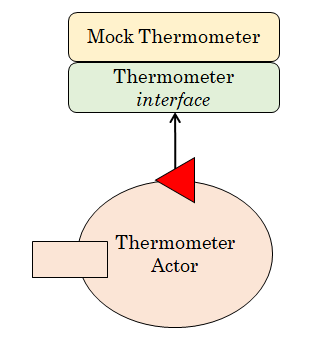 Mock Thermometer
Thermometer
interface
Thermometer
Actor